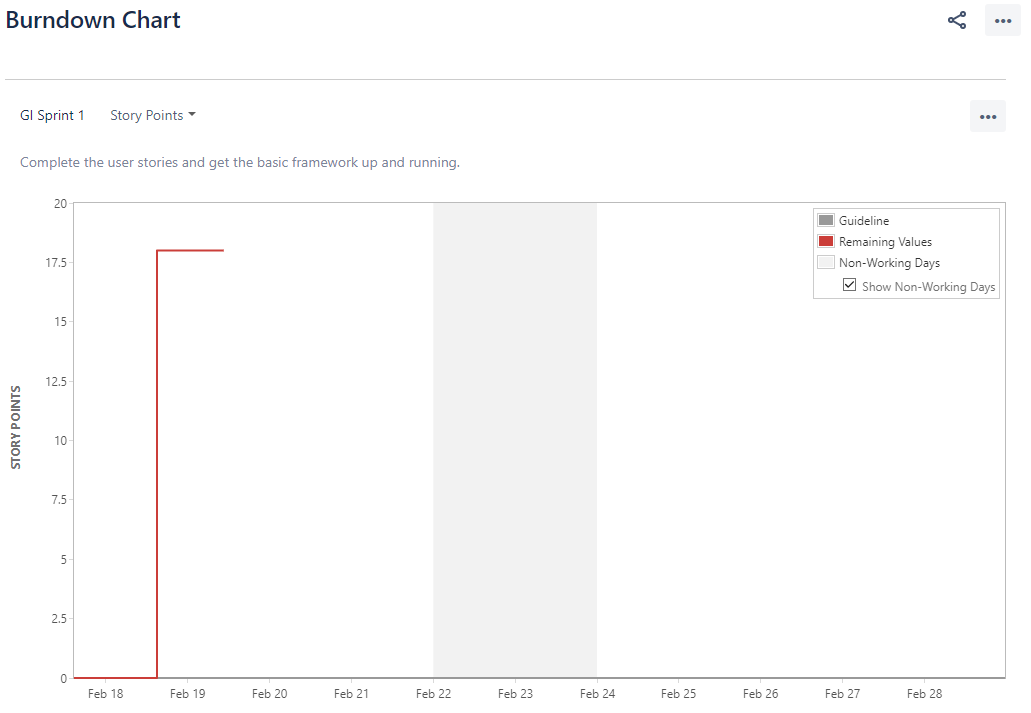 Burndown Chart
GI Sprint 1 Story Points
Complete the user stories and get the basic framework up and running.
Guideline
Remaining Values
Non-Working Days
Show Non-Working Days
STORY POINTS
20
17.5
15
12.5
10
7.5
5
2.5
0
Feb 18 Feb 19 Feb 20 Feb 21 Feb 22 Feb 23 Feb 24 Feb 25 Feb 26 Feb 27 Feb 28